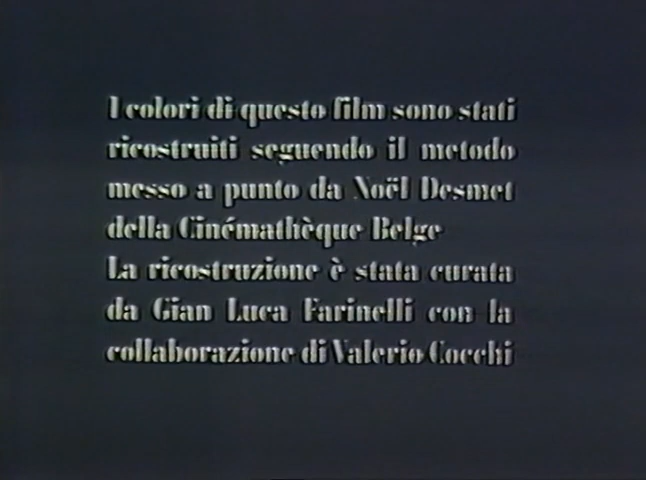 I colori di questo film sono stati
ricostruiti seguendo il metodo
messo a punto da Noël Desmet
della Cinémathèque Belge
La ricostruzione è stata curata
da Gian Luca Farinelli con la
collaborazione di Valerio Cocchi